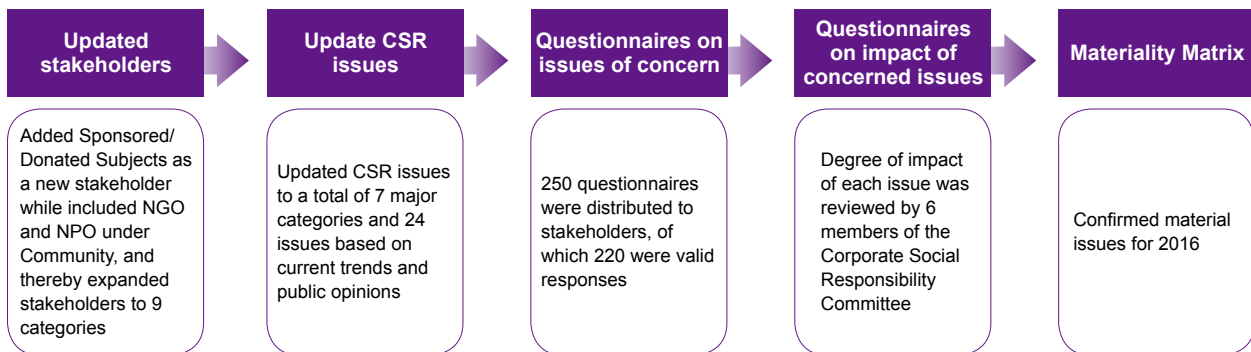 Updated
stakeholders
Update CSR
issues
Questionnaires on
issues of concern
Questionnaires
on impact of
concerned issues
Materiality Matrix
Added Sponsored/
Donated Subjects as
a new stakeholder
while included NGO
and NPO under
Community, and
thereby expanded
stakeholders to 9
categories
Updated CSR issues
to a total of 7 major
categories and 24
issues based on
current trends and
public opinions
250 questionnaires
were distributed to
stakeholders, of
which 220 were valid
responses
Degree of impact
of each issue was
reviewed by 6
members of the
Corporate Social
Responsibility
Committee
Confirmed material
issues for 2016